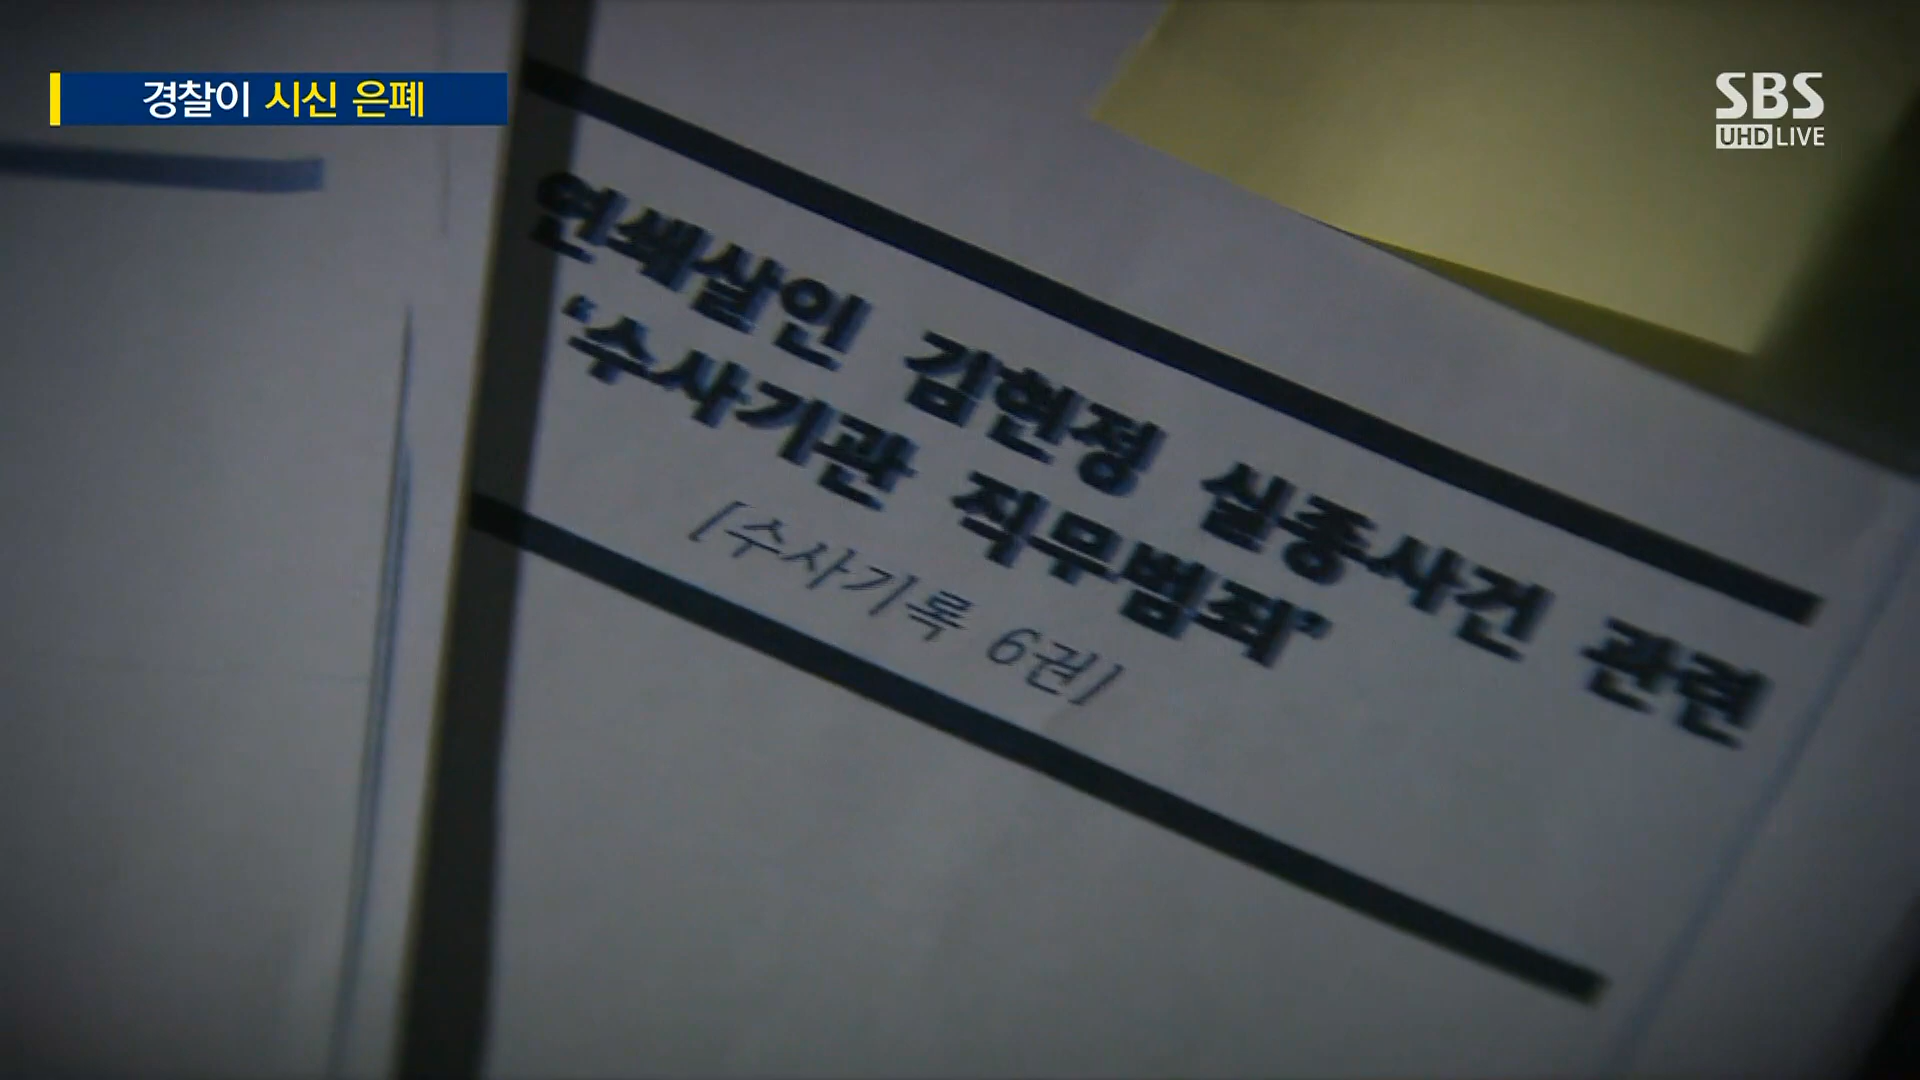 경찰이 시신 은폐
SBS
UHD LIVE
연쇄살인 김현정 실종사건 관련
“수사기관 직무범죄”
[수사기록 6권]